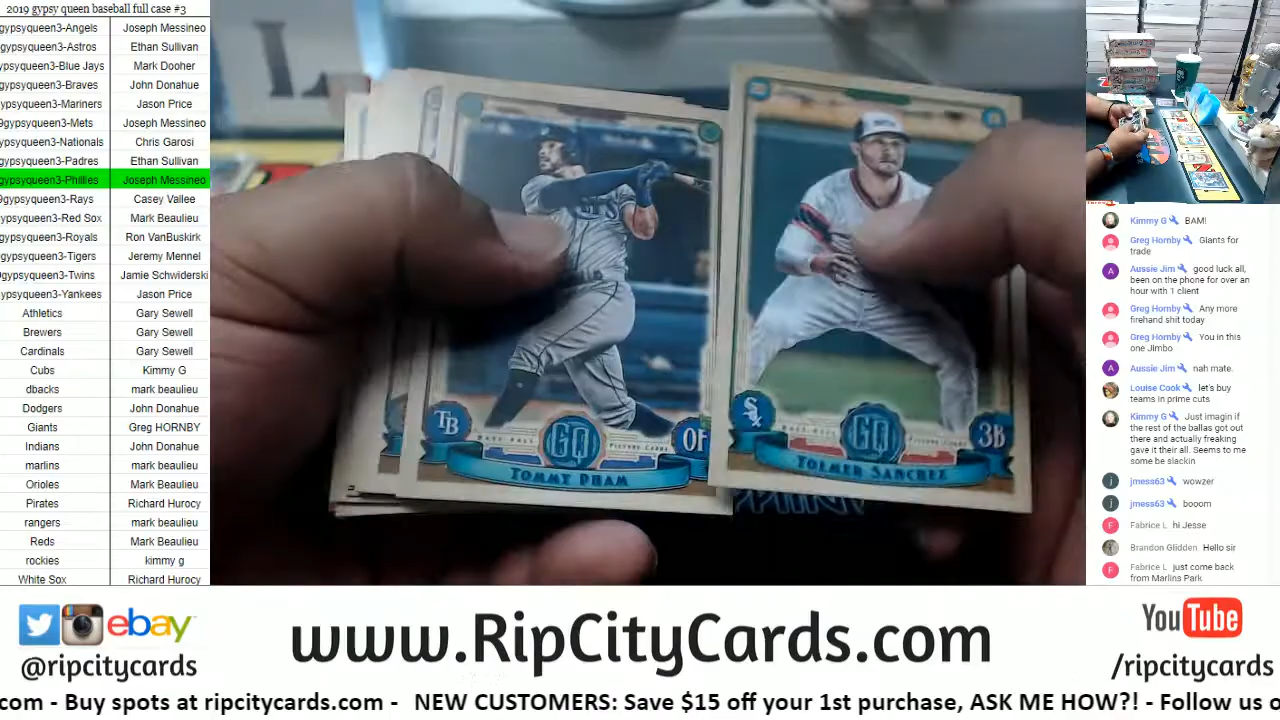 2019 gypsy queen baseball full case #3
gypsyqueen3-Angels Joseph Messineo
gypsyqueen3-Astros Ethan Sullivan
ypsyqueen3-Blue Jays Mark Dooher
gypsyqueen3-Braves John Donahue
ypsyqueen3-Mariners Jason Price
9gypsyqueen3-Mets Joseph Messineo
ypsyqueen3-Nationals Chris Garosi
gypsyqueen3-Padres Ethan Sullivan
gypsyqueen3-Phillies Joseph Messineo
9gypsyqueen3-Rays Casey Vallee
ypsyqueen3-Red Sox Mark Beaulieu
gypsyqueen3-Royals Ron VanBuskirk
gypsyqueen3-Tigers Jeremy Mennel
gypsyqueen3-Twins Jamie Schwiderski
ypsyqueen3-Yankees Jason Price
Athletics Gary Sewell
Brewers Gary Sewell
Cardinals Gary Sewell
Cubs Kimmy G
dbacks mark beaulieu
Dodgers John Donahue
Giants Greg HORNBY
Indians John Donahue
marlins mark beaulieu
Orioles Mark Beaulieu
Pirates Richard Hurocy
rangers mark beaulieu
Reds Mark Beaulieu
rockies kimmy g
White Sox Richard Hurocy
TB
GQ
OF
TOMMY PHAM
SOX
GQ
3B
YOLMER SANCHEZ
Kimmy G BAM!
Greg Hornby Giants for
trade
A Aussie Jim good luck all,
been on the phone for over an
hour with 1 client
Greg Hornby Any more
firehand shit today
Greg Hornby You in this
one Jimbo
A Aussie Jim nah mate.
Louise Cook let's buy
teams in prime cuts
Kimmy G Just imagin if
the rest of the ballas got out
there and actually freaking
gave it their all. Seems to me
some be slackin
j jmess63 wowzer
j jmess63 booom
F Fabrice L hi Jesse
Brandon Glidden Hello sir
F Fabrice L just come back
from Marlins Park
ebay
@ripcitycards
www.RipCityCards.com
YouTube
/ripcitycards
com - Buy spots at ripcitycards.com - NEW CUSTOMERS: Save $15 off your 1st purchase, ASK ME HOW?! - Follow us o